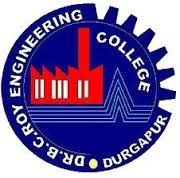 DR. B. C. ROY ENGINEERING
COLLEGE
DURGAPUR